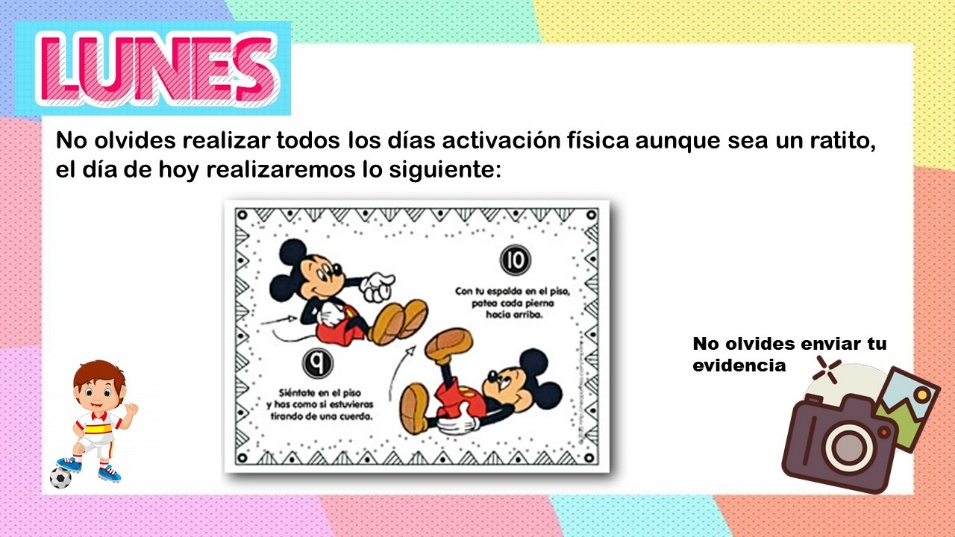 LUNES
No olvides realizar todos los días activación física aunque sea un ratito,
el día de hoy realizaremos lo siguiente:
10
Con tu espalda en el piso,
patea cada pierna
hacia arriba.
9
Siéntate en el piso
y has como si estuvieras
tirando de una cuerda.
No olvides enviar tu
evidencia